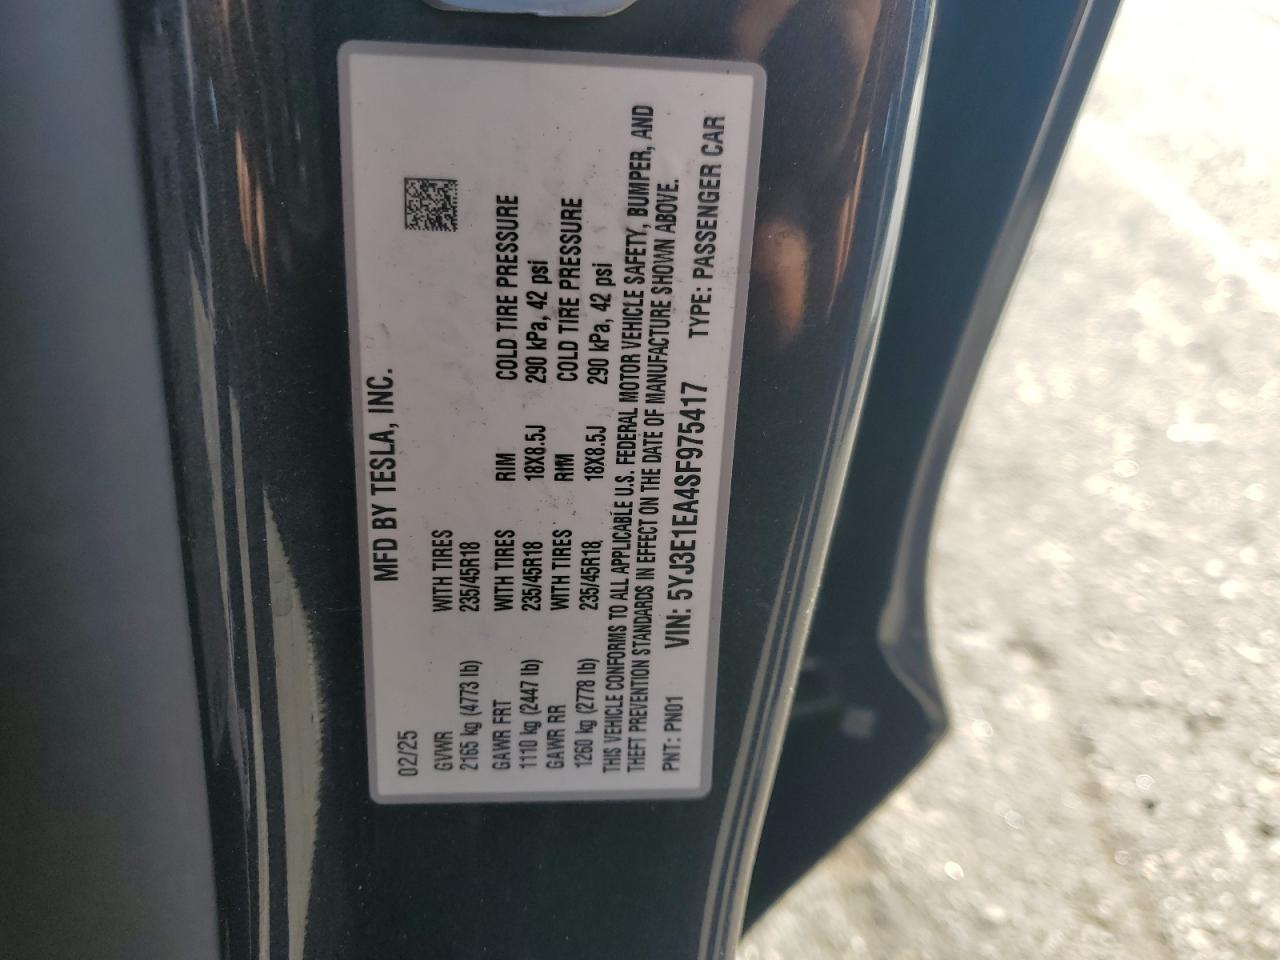 MFD BY TESLA, INC.
02/25
GVWR WITH TIRES
2165 kg (4773 lb) 235/45R18
GAWR FRT WITH TIRES RIM COLD TIRE PRESSURE
1110 kg (2447 lb) 235/45R18 18X8.5J 290 kPa, 42 psi
GAWR RR WITH TIRES RIM COLD TIRE PRESSURE
1260 kg (2778 lb) 235/45R18 18X8.5J 290 kPa, 42 psi
THIS VEHICLE CONFORMS TO ALL APPLICABLE U.S. FEDERAL MOTOR VEHICLE SAFETY, BUMPER, AND
THEFT PREVENTION STANDARDS IN EFFECT ON THE DATE OF MANUFACTURE SHOWN ABOVE.
PNT: PN01 VIN: 5YJ3E1EA4SF975417 TYPE: PASSENGER CAR